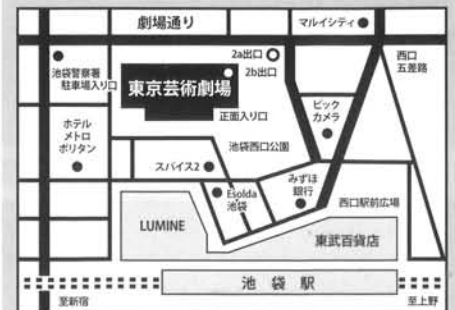 劇場通り
マルイシティ
2a出口
2b出口
西口
五差路
池袋警察署
駐車場入り口
東京芸術劇場
正面入り口
ビック
カメラ
ホテル
メトロ
ポリタン
池袋西口公園
スパイス2
みずほ
銀行
Esolda
池袋
西口駅前広場
LUMINE
東武百貨店
池袋駅
至新宿
至上野